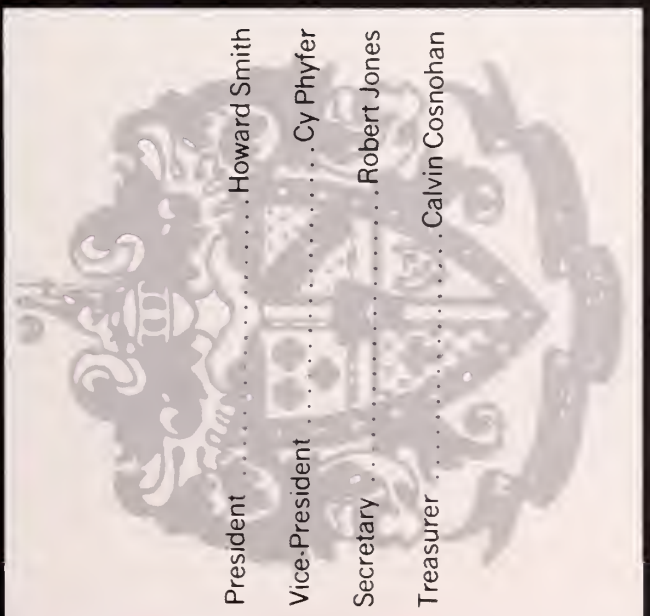 President ........................ Howard Smith
Vice-President ........................ Cy Phyfer
Secretary ........................ Robert Jones
Treasurer ........................ Calvin Cosnohan